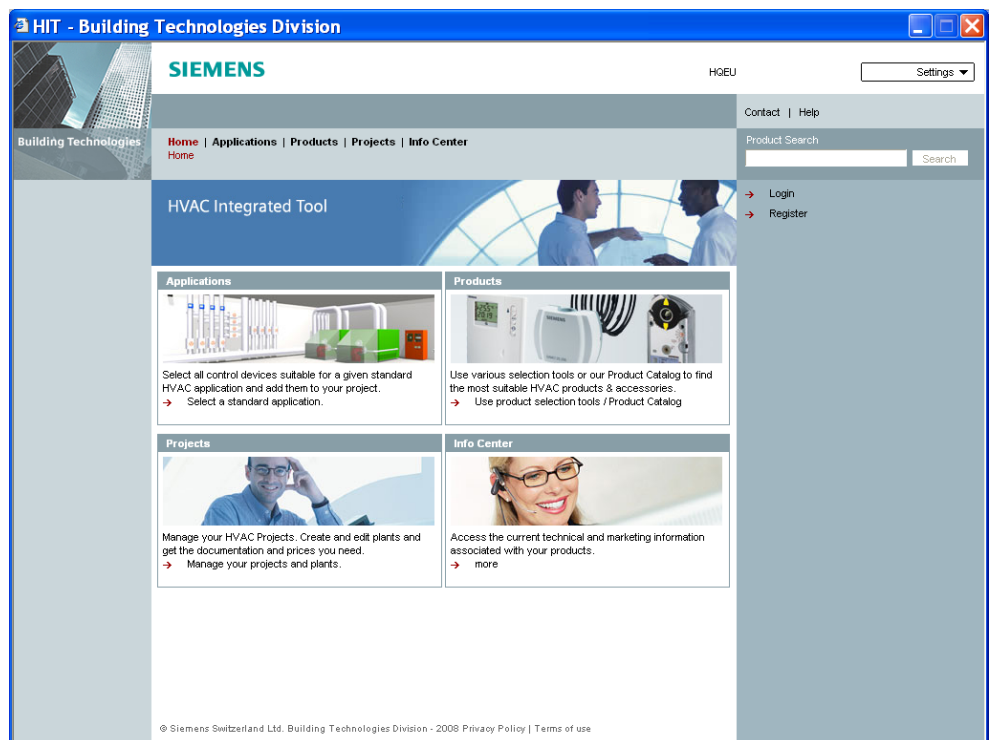 HIT - Building Technologies Division
SIEMENS
HQEU
Settings
Contact | Help
Building Technologies
Home | Applications | Products | Projects | Info Center
Home
Product Search
Search
HVAC Integrated Tool
Login
Register
Applications
Select all control devices suitable for a given standard
HVAC application and add them to your project.
Select a standard application.
Products
SIEMENS
Use various selection tools or our Product Catalog to find
the most suitable HVAC products & accessories.
Use product selection tools / Product Catalog
Projects
Manage your HVAC Projects. Create and edit plants and
get the documentation and prices you need.
Manage your projects and plants.
Info Center
Access the current technical and marketing information
associated with your products.
more
© Siemens Switzerland Ltd. Building Technologies Division - 2008 Privacy Policy | Terms of use